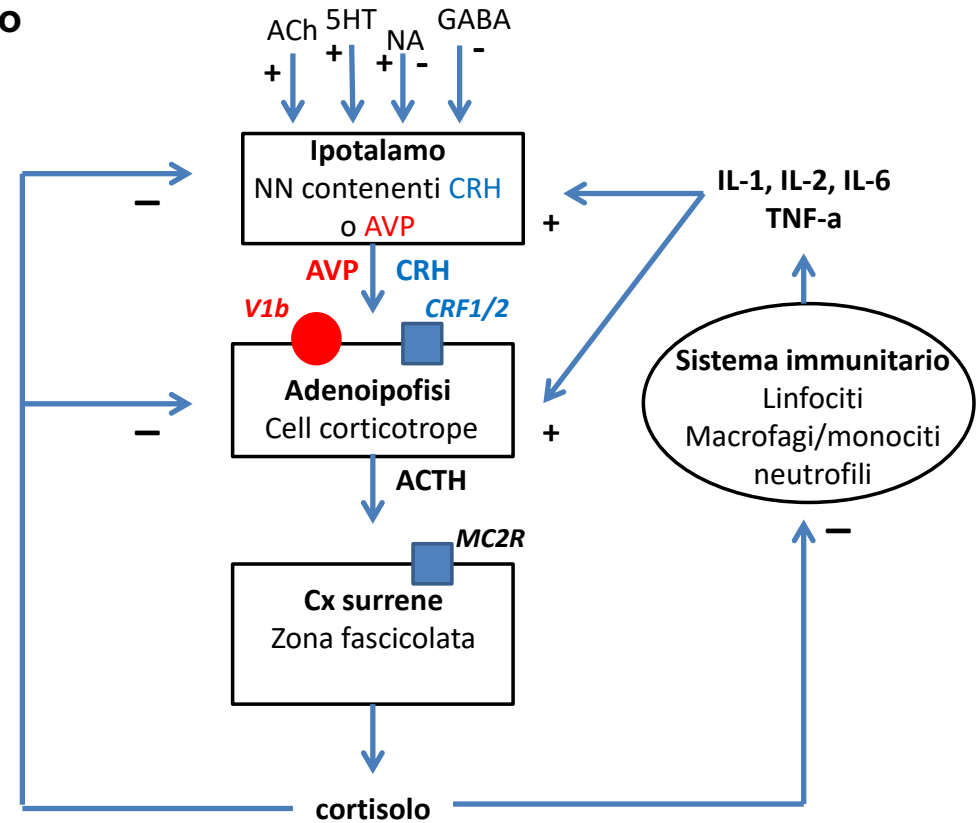 o
ACh 5HT NA GABA
+ + + - -
Ipotalamo
NN contenenti CRH
o AVP
–
+
IL-1, IL-2, IL-6
TNF-a
AVP CRH
V1b CRF1/2
Adenoipofisi
Cell corticotrope
–
+
Sistema immunitario
Linfociti
Macrofagi/monociti
neutrofili
ACTH
–
MC2R
Cx surrene
Zona fascicolata
cortisolo